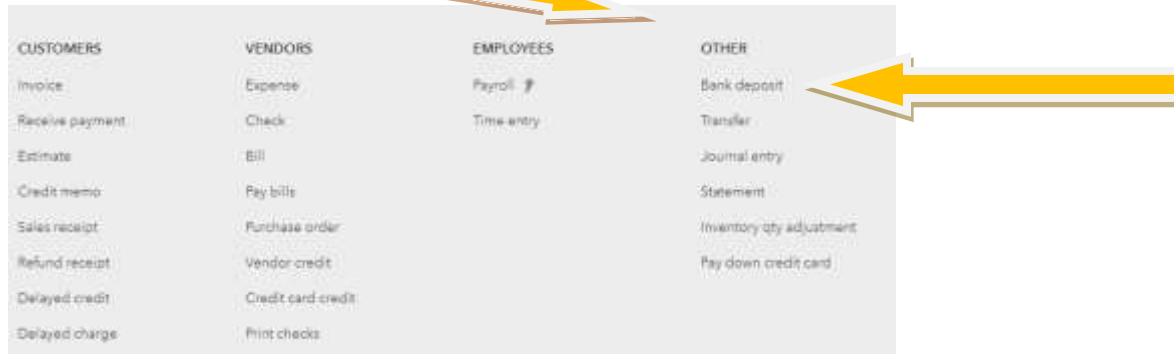 CUSTOMERS VENDORS EMPLOYEES OTHER
Invoice Expense Payroll Bank deposit
Receive payment Check Time entry Transfer
Estimate Bill Journal entry
Credit memo Pay bills Statement
Sales receipt Purchase order Inventory qty adjustment
Refund receipt Vendor credit Pay down credit card
Delayed credit Credit card credit
Delayed charge Print checks